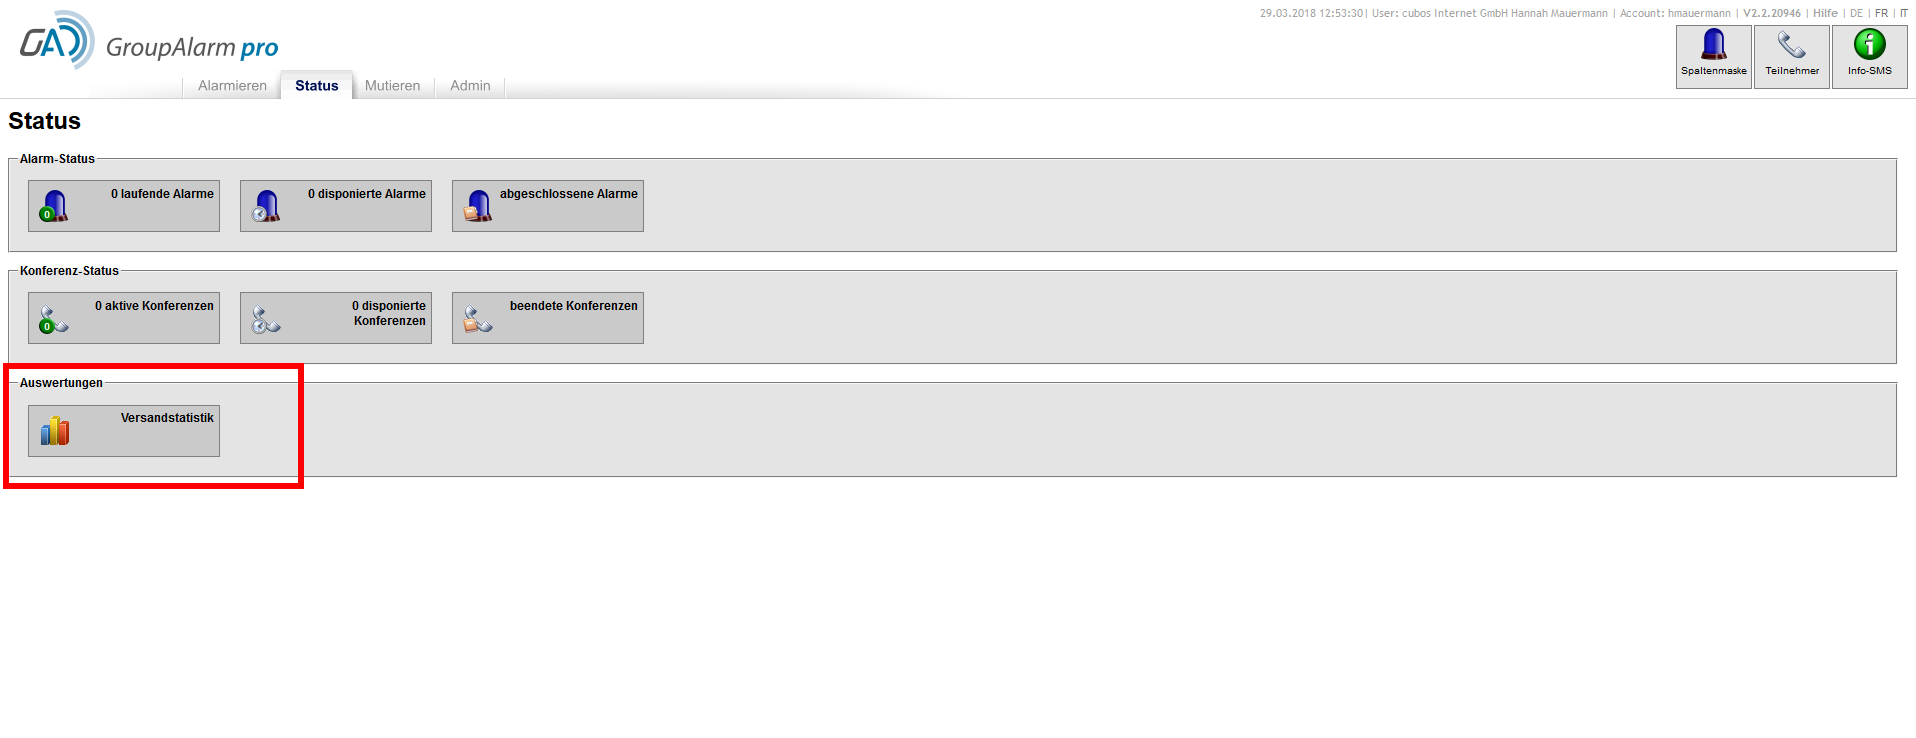 29.03.2018 12:53:30| User: cubos Internet GmbH Hannah Mauermann | Account: hmauermann | V2.2.20946 | Hilfe | DE | FR | IT
GA
GroupAlarm pro
Spaltenmaske Teilnehmer Info-SMS
Alarmieren Status Mutieren Admin
Status
Alarm-Status
0 laufende Alarme 0 disponierte Alarme abgeschlossene Alarme
0
Konferenz-Status
0 aktive Konferenzen 0 disponierte beendete Konferenzen
Konferenzen
0
Auswertungen
Versandstatistik